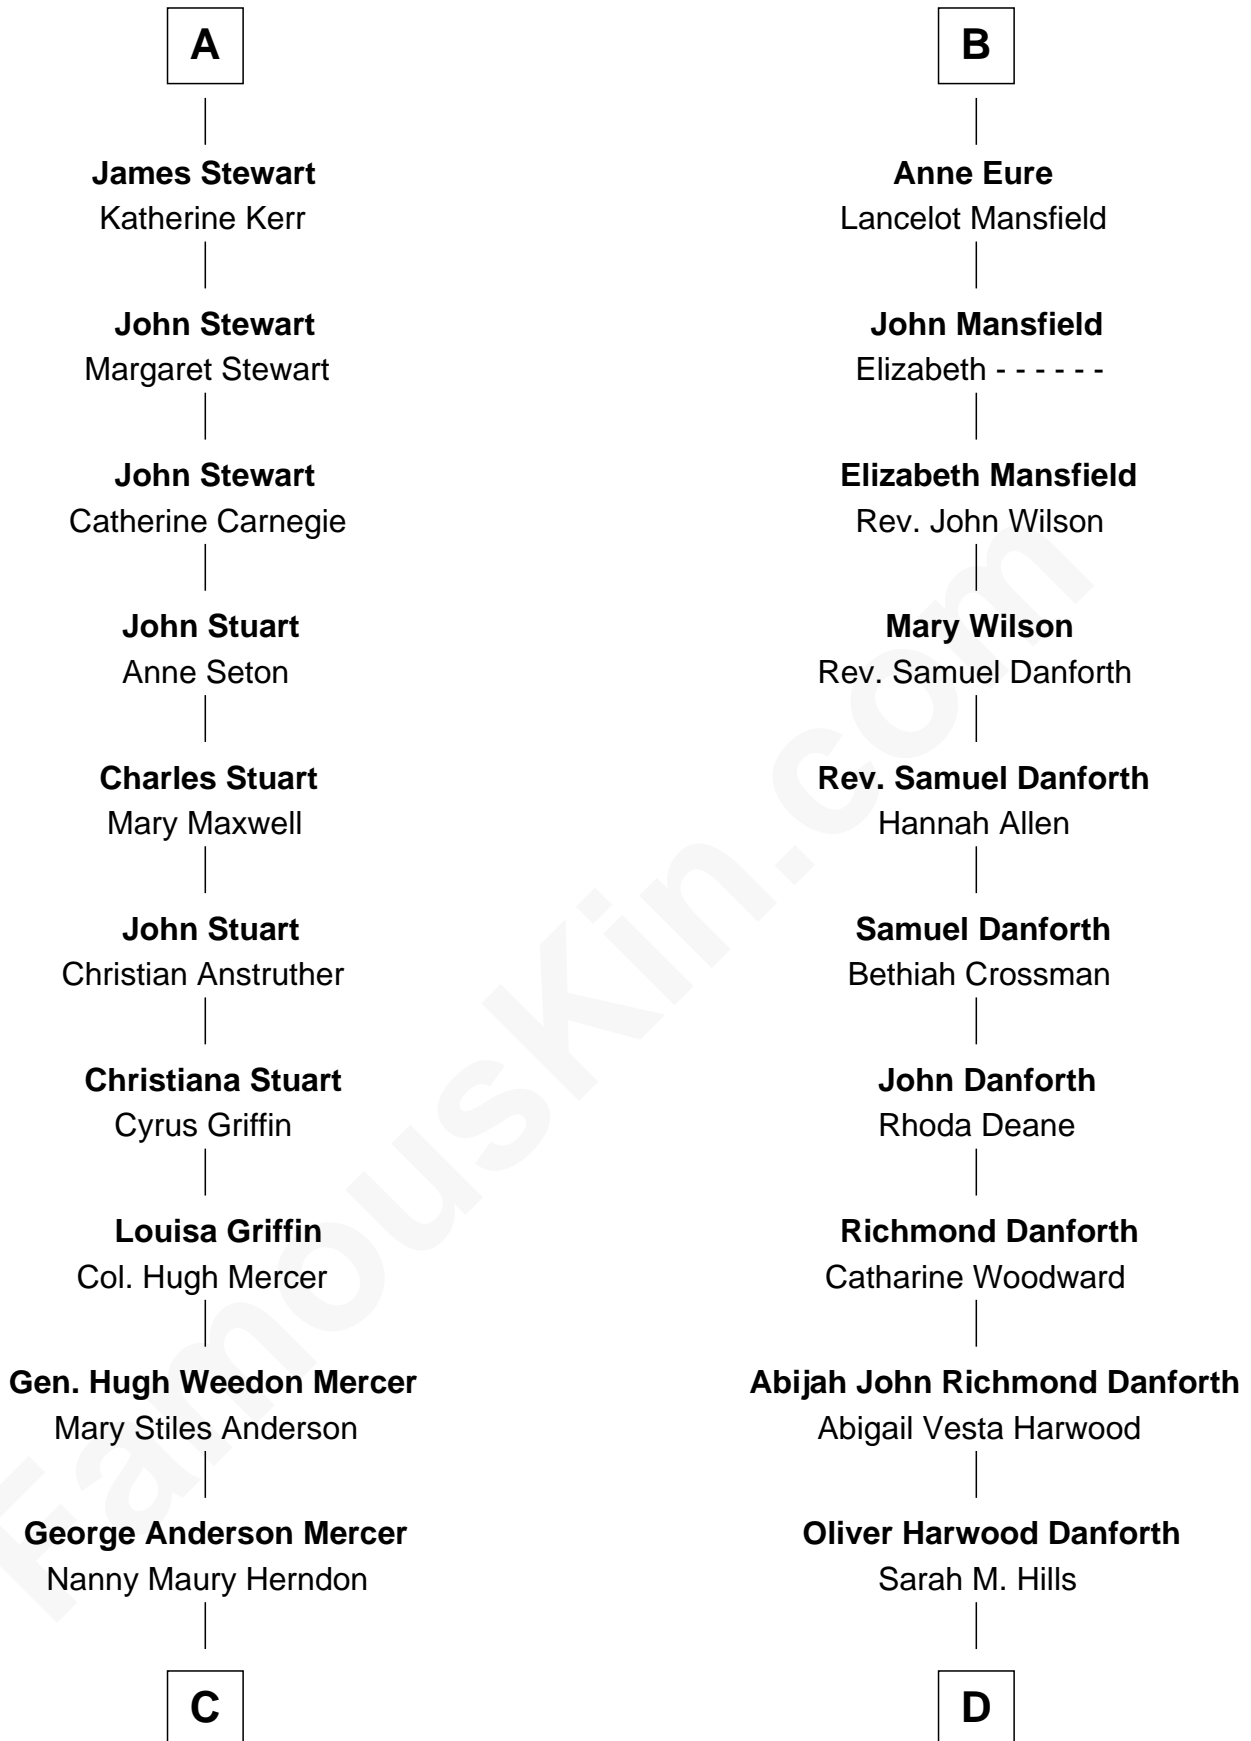 A
James Stewart
Katherine Kerr
John Stewart
Margaret Stewart
John Stewart
Catherine Carnegie
John Stuart
Anne Seton
Charles Stuart
Mary Maxwell
John Stuart
Christian Anstruther
Christiana Stuart
Cyrus Griffin
Louisa Griffin
Col. Hugh Mercer
Gen. Hugh Weedon Mercer
Mary Stiles Anderson
George Anderson Mercer
Nanny Maury Herndon
C
B
Anne Eure
Lancelot Mansfield
John Mansfield
Elizabeth - - - - - -
Elizabeth Mansfield
Rev. John Wilson
Mary Wilson
Rev. Samuel Danforth
Rev. Samuel Danforth
Hannah Allen
Samuel Danforth
Bethiah Crossman
John Danforth
Rhoda Deane
Richmond Danforth
Catharine Woodward
Abijah John Richmond Danforth
Abigail Vesta Harwood
Oliver Harwood Danforth
Sarah M. Hills
D
FamousKin.com